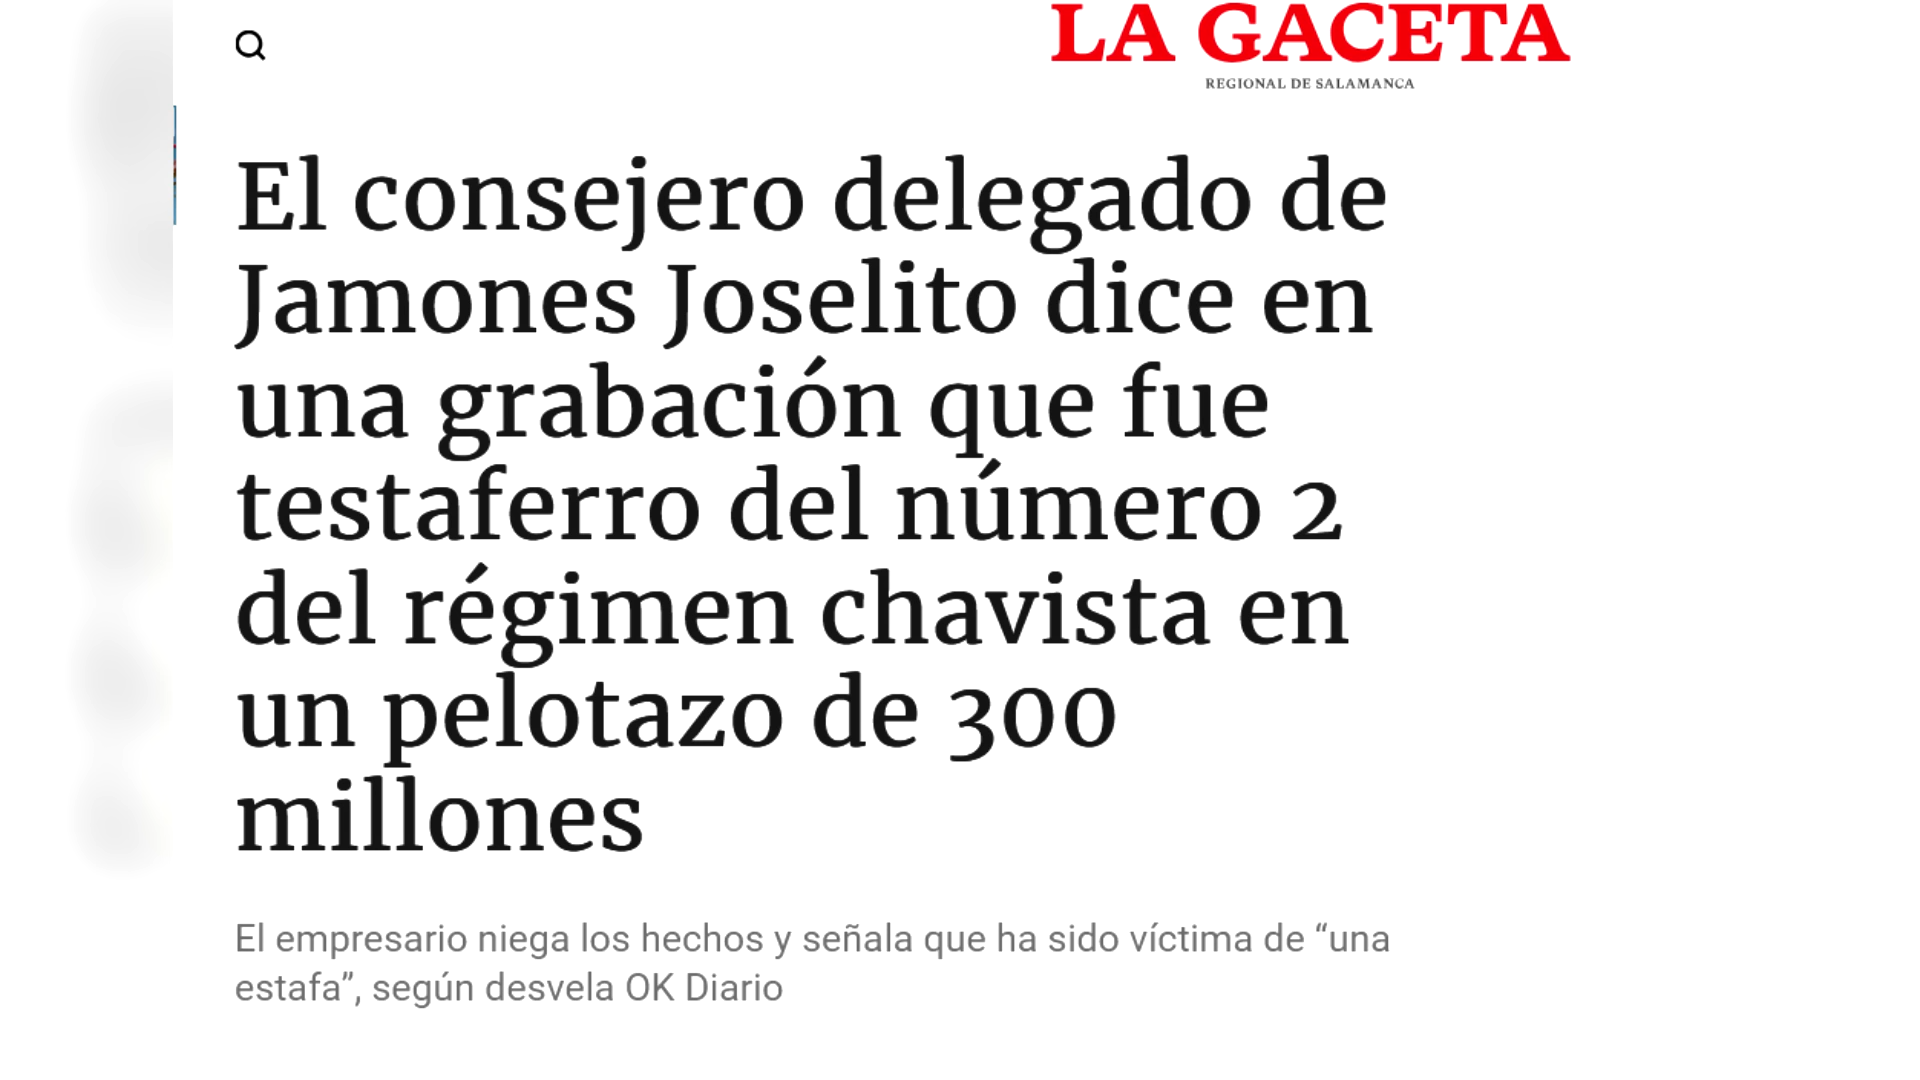 LA GACETA
REGIONAL DE SALAMANCA
El consejero delegado de
Jamones Joselito dice en
una grabación que fue
testaferro del número 2
del régimen chavista en
un pelotazo de 300
millones
El empresario niega los hechos y señala que ha sido víctima de “una
estafa”, según desvela OK Diario